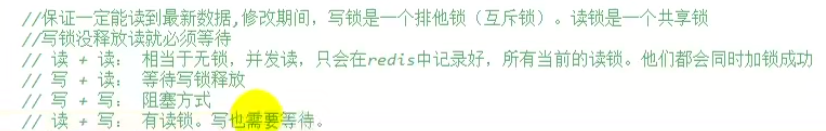 //保证一定能读到最新数据,修改期间，写锁是一个排他锁（互斥锁）。读锁是一个共享锁
//写锁没释放读就必须等待
// 读 + 读： 相当于无锁，并发读，只会在redis中记录好，所有当前的读锁。他们都会同时加锁成功
// 写 + 读： 等待写锁释放
// 写 + 写： 阻塞方式
// 读 + 写： 有读锁。写也需要等待。